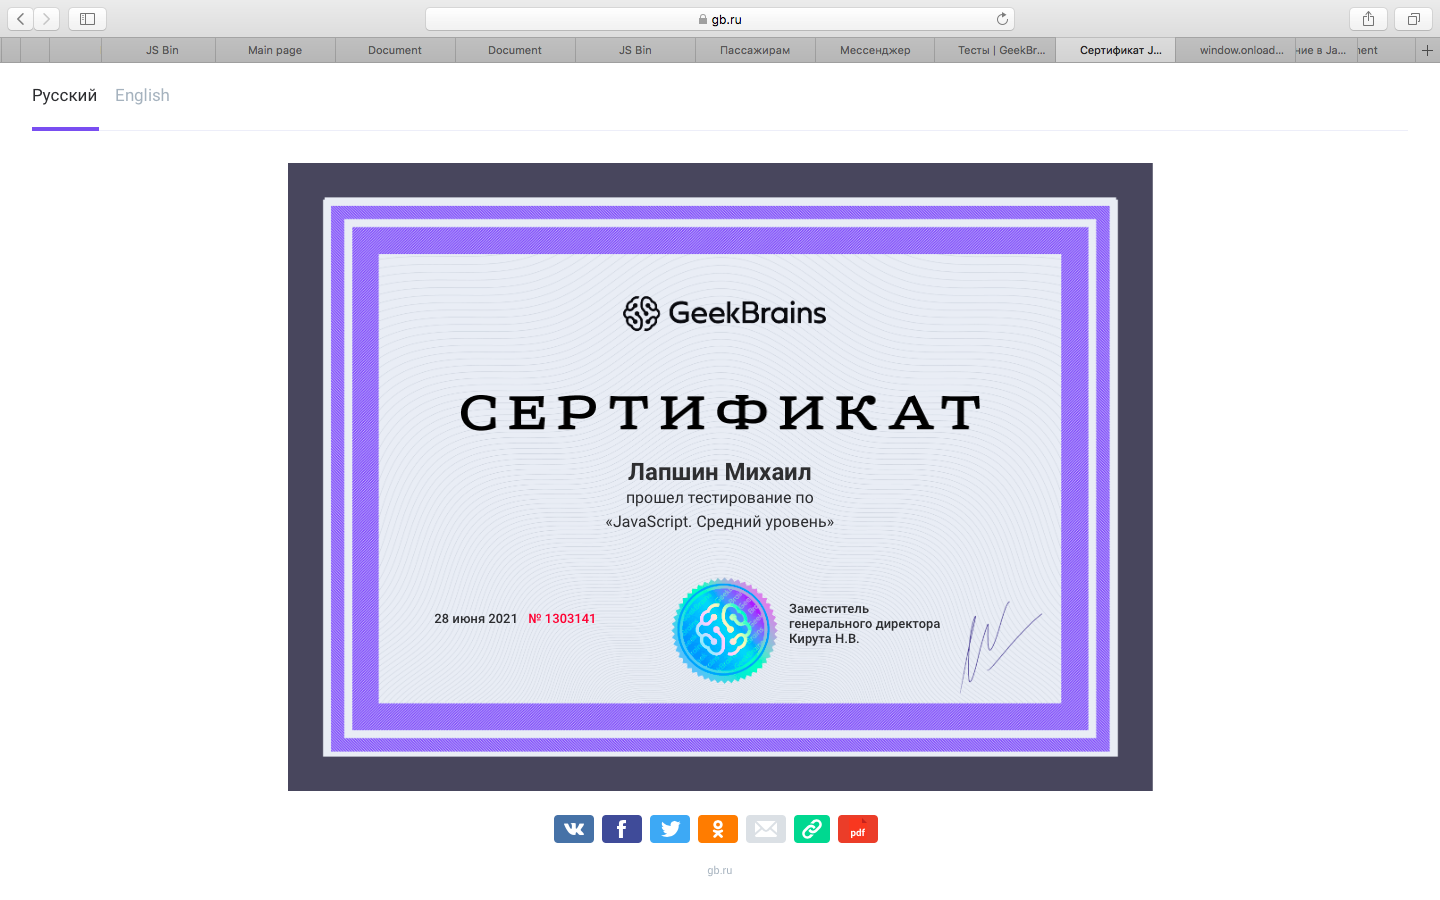 gb.ru
JS Bin
Main page
Document
Document
JS Bin
Пассажирам
Мессенджер
Тесты | GeekBr...
Сертификат J...
window.onload...
ние в Ja...
ent
Русский
English
GeekBrains
СЕРТИФИКАТ
Лапшин Михаил
прошел тестирование по
«JavaScript. Средний уровень»
28 июня 2021 № 1303141
Заместитель
генерального директора
Кирута Н.В.
pdf
gb.ru